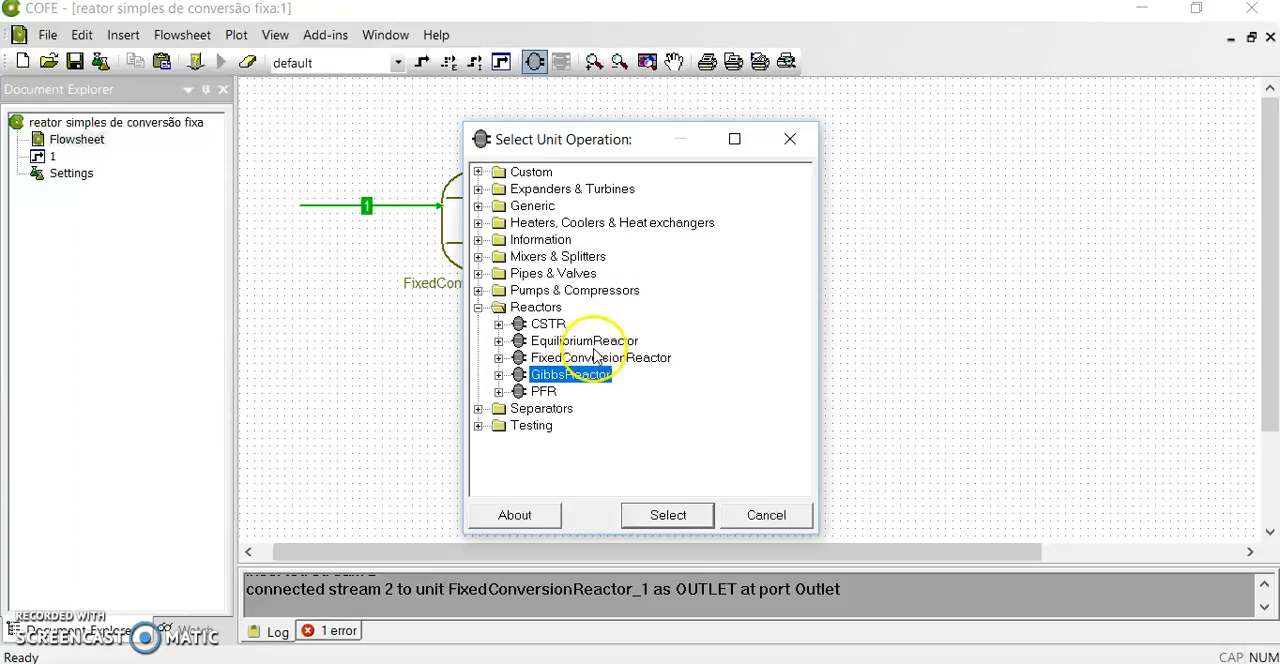 COFE - [reator simples de conversão fixa:1]
File Edit Insert Flowsheet Plot View Add-ins Window Help
default
Document Explorer
reator simples de conversão fixa
Flowsheet
1
Settings
1
FixedCon
Select Unit Operation:
Custom
Expanders & Turbines
Generic
Heaters, Coolers & Heat exchangers
Information
Mixers & Splitters
Pipes & Valves
Pumps & Compressors
Reactors
CSTR
EquilibriumReactor
FixedConversionReactor
GibbsReactor
PFR
Separators
Testing
About Select Cancel
connected stream 2 to unit FixedConversionReactor_1 as OUTLET at port Outlet
Log 1 error
RECORDED WITH
SCREENCAST MATIC
Ready CAP NUM